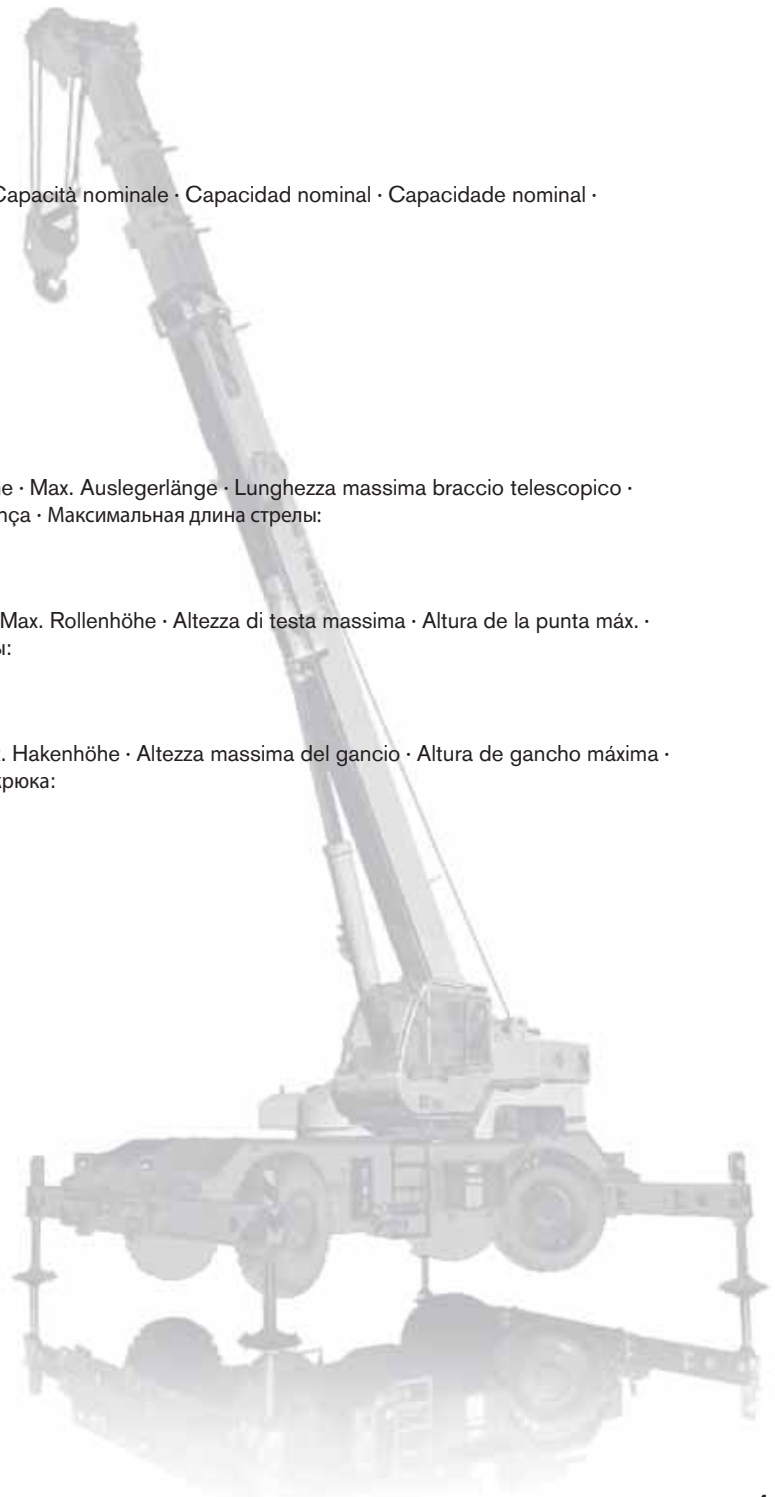 Capacità nominale · Capacidad nominal · Capacidade nominal ·
e · Max. Auslegerlänge · Lunghezza massima braccio telescopico ·
nça · Максимальная длина стрелы:
Max. Rollenhöhe · Altezza di testa massima · Altura de la punta máx. ·
ы:
. Hakenhöhe · Altezza massima del gancio · Altura de gancho máxima ·
крюка:
TEREX